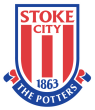 STOKE
CITY
1863
THE POTTERS